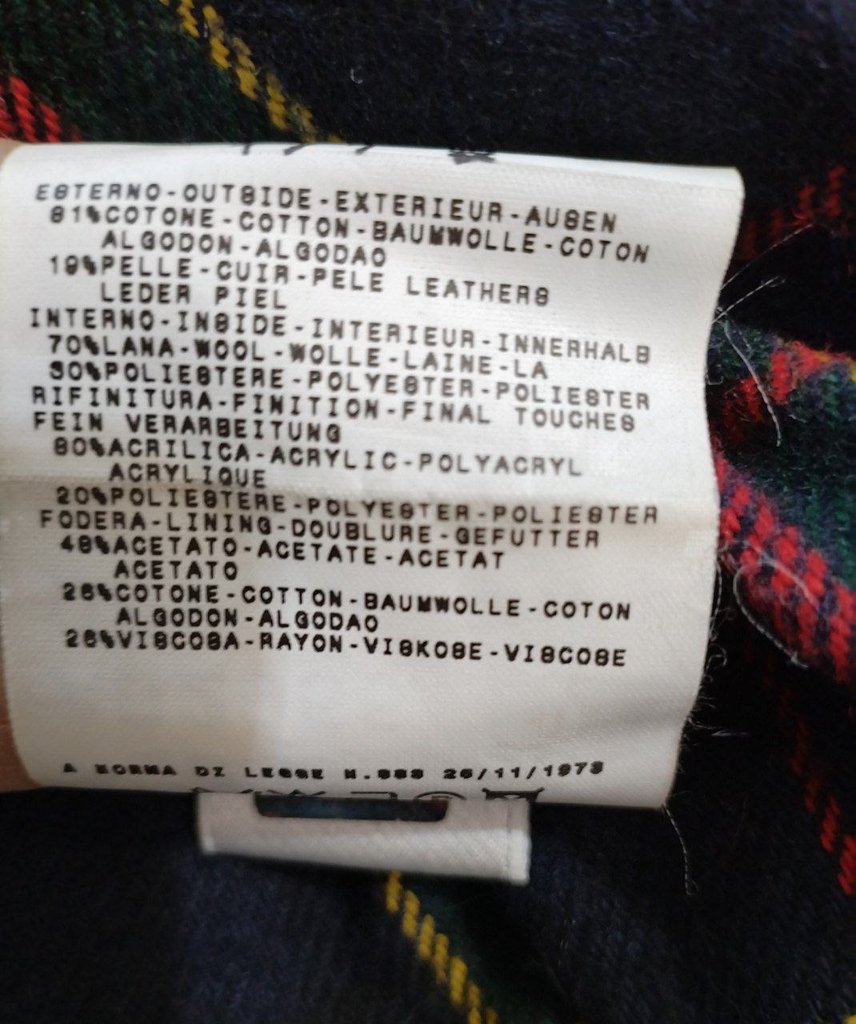 ESTERNO-OUTSIDE-EXTERIEUR-AUSEN
81%COTONE-COTTON-BAUMWOLLE-COTON
ALGODON-ALGODAO
19%PELLE-CUIR-PELE LEATHERS
LEDER PIEL
INTERNO-INSIDE-INTERIEUR-INNERHALB
70%LANA-WOOL-WOLLE-LAINE-LA
30%POLIESTERE-POLYESTER-POLIESTER
RIFINITURA-FINITION-FINAL TOUCHES
FEIN VERARBEITUNG
80%ACRILICA-ACRYLIC-POLYACRYL
ACRYLIQUE
20%POLIESTERE-POLYESTER-POLIESTER
FODERA-LINING-DOUBLURE-GEFUTTER
48%ACETATO-ACETATE-ACETAT
ACETATO
26%COTONE-COTTON-BAUMWOLLE-COTON
ALGODON-ALGODAO
26%VISCOSA-RAYON-VISKOSE-VISCOSE
A NORMA DI LEGGE N.883 26/11/1973